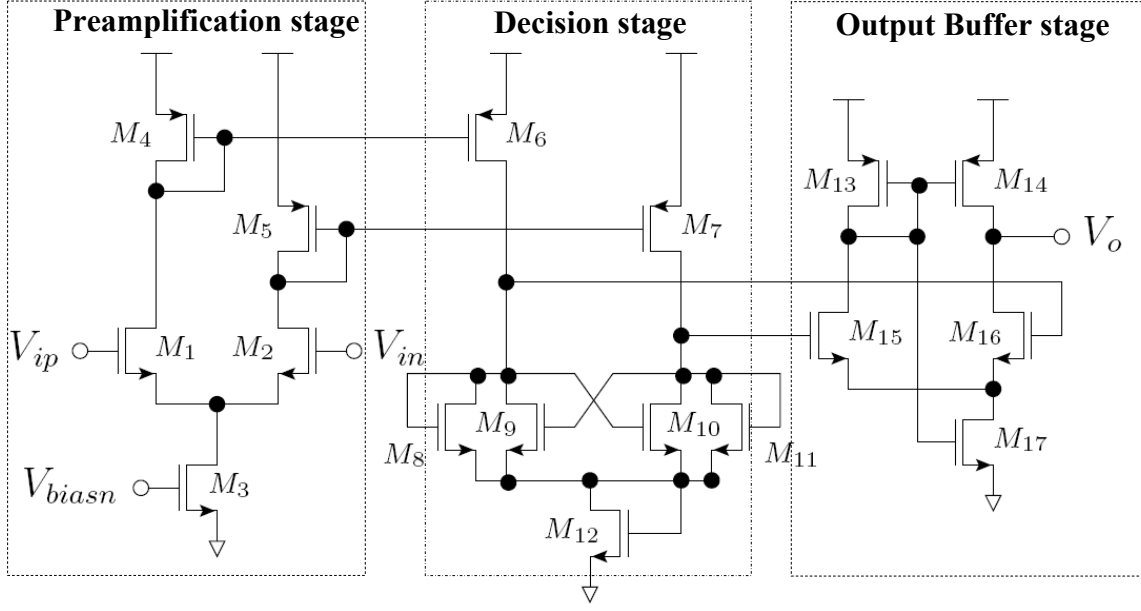 Preamplification stage
Decision stage
Output Buffer stage
M4
M6
M13
M14
M5
M7
Vo
Vip
M1
M2
Vin
M15
M16
M9
M10
M8
M11
M17
Vbiasn
M3
M12